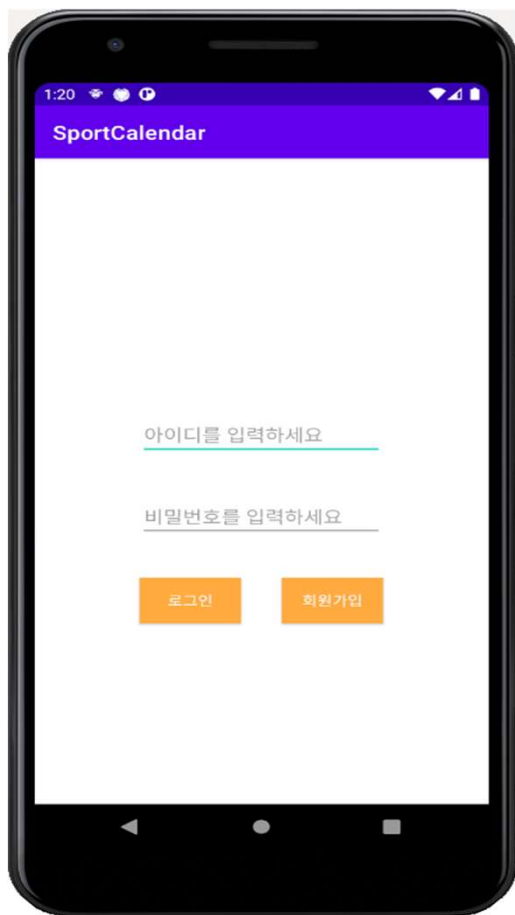 1:20
SportCalendar
아이디를 입력하세요
비밀번호를 입력하세요
로그인 회원가입